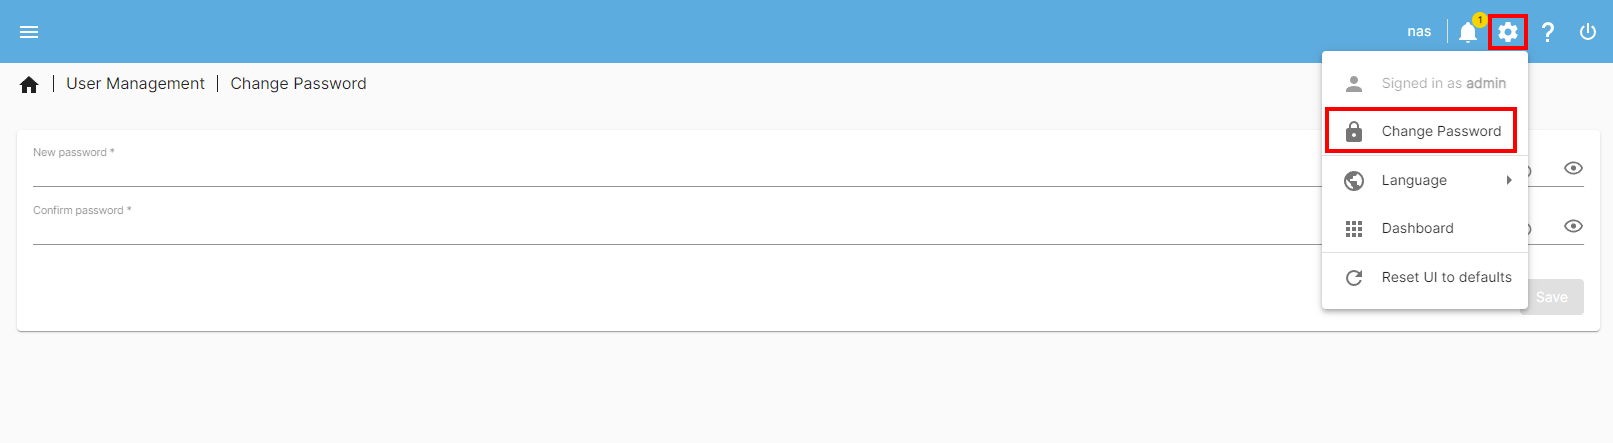 nas
1
User Management
Change Password
Signed in as admin
Change Password
New password *
Language
Confirm password *
Dashboard
Reset UI to defaults
Save